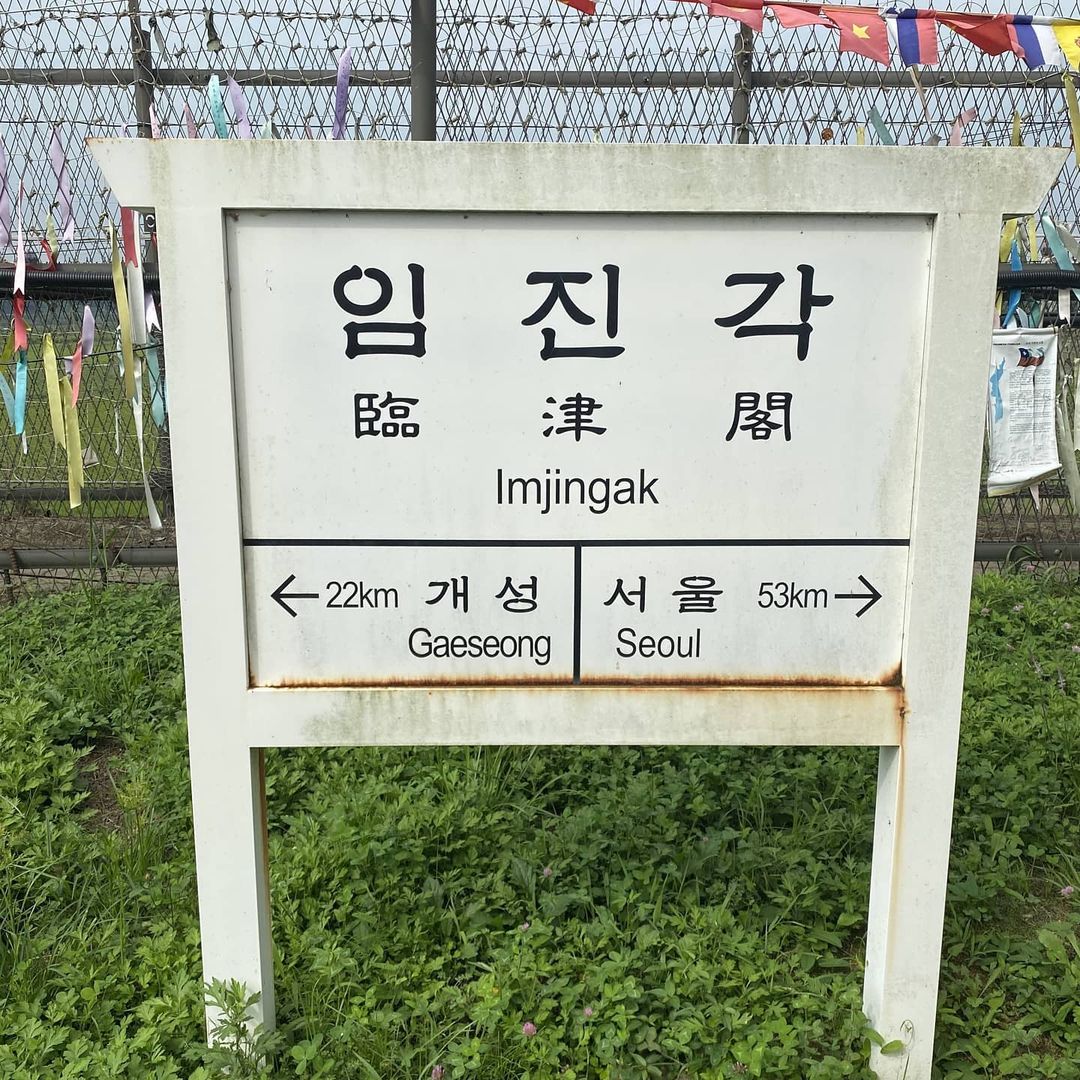 임 진 각
臨 津 閣
Imjingak
← 22km 개 성
Gaeseong
서 울 53km →
Seoul